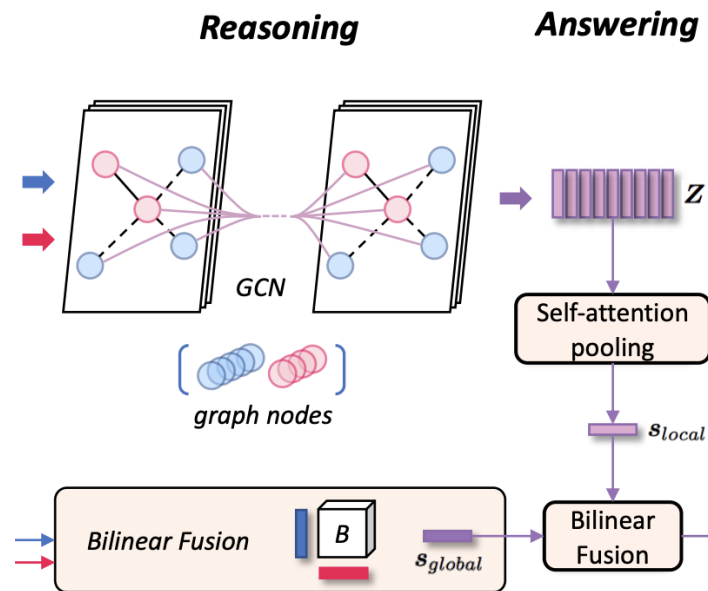 Reasoning
Answering
GCN
Z
graph nodes
Self-attention
pooling
s_local
Bilinear Fusion
B
s_global
Bilinear
Fusion